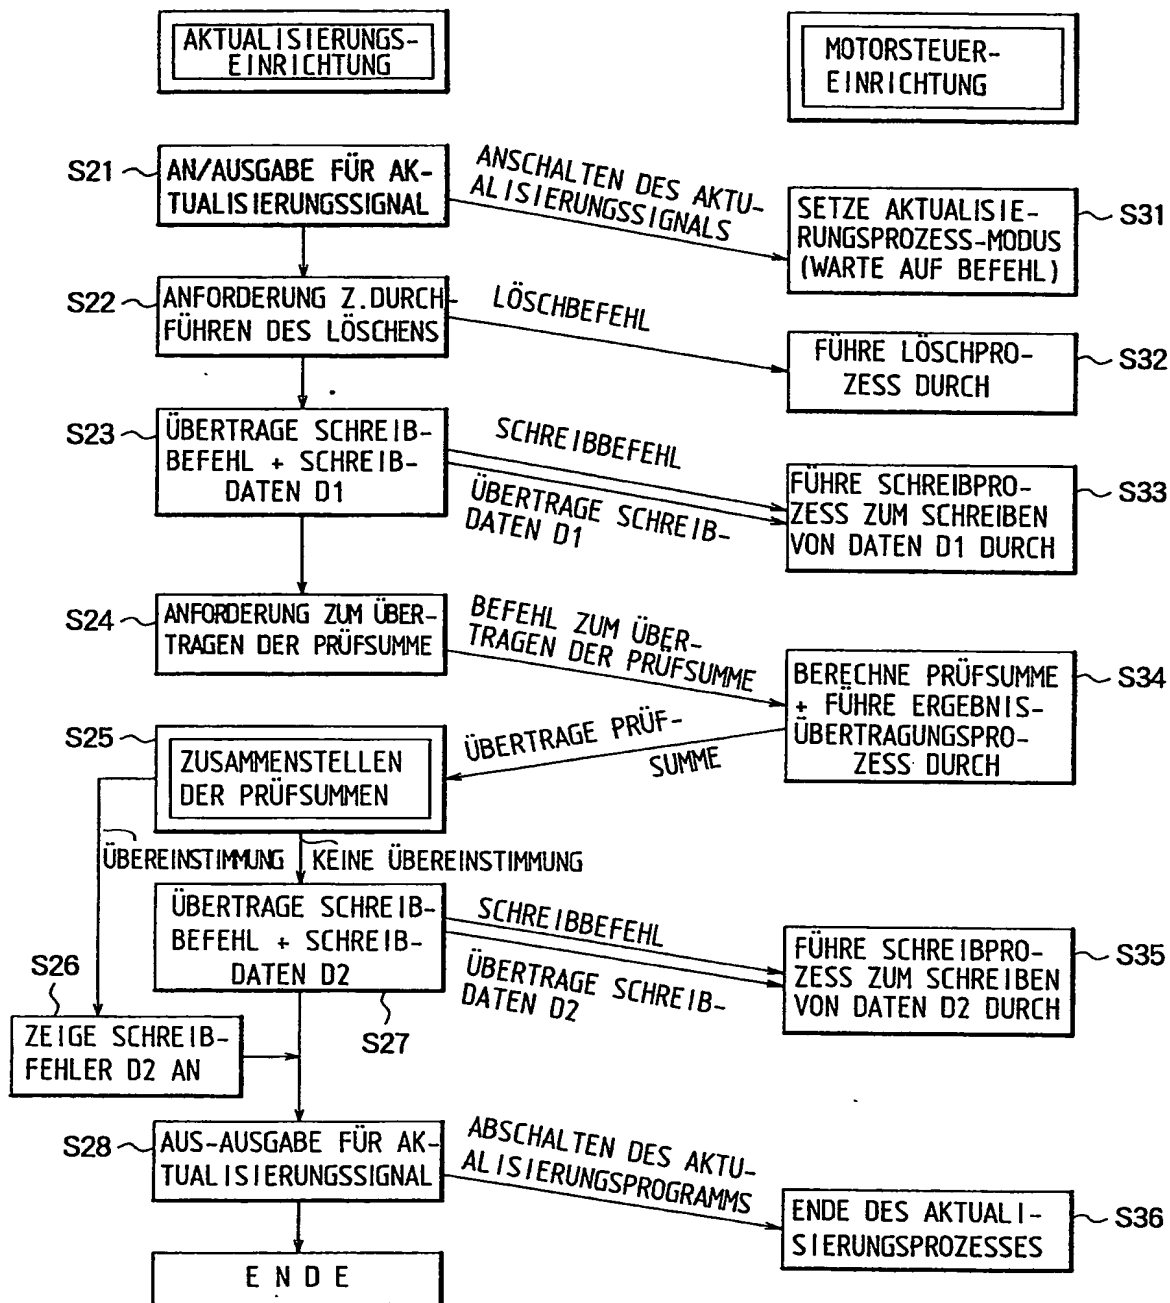 AKTUALISIERUNGS-
EINRICHTUNG
MOTORSTEUER-
EINRICHTUNG
S21
AN/AUSGABE FÜR AK-
TUALISIERUNGSSIGNAL
ANSCHALTEN DES AKTU-
ALISIERUNGSSIGNALS
SETZE AKTUALISIE-
RUNGSPROZESS-MODUS
(WARTE AUF BEFEHL)
S31
S22
ANFORDERUNG Z.DURCH-
FÜHREN DES LÖSCHENS
LÖSCHBEFEHL
FÜHRE LÖSCHPRO-
ZESS DURCH
S32
S23
ÜBERTRAGE SCHREIB-
BEFEHL + SCHREIB-
DATEN D1
SCHREIBBEFEHL
ÜBERTRAGE SCHREIB-
DATEN D1
FÜHRE SCHREIBPRO-
ZESS ZUM SCHREIBEN
VON DATEN D1 DURCH
S33
S24
ANFORDERUNG ZUM ÜBER-
TRAGEN DER PRÜFSUMME
BEFEHL ZUM ÜBER-
TRAGEN DER PRÜFSUMME
BERECHNE PRÜFSUMME
+ FÜHRE ERGEBNIS-
ÜBERTRAGUNGSPRO-
ZESS DURCH
S34
S25
ZUSAMMENSTELLEN
DER PRÜFSUMMEN
ÜBERTRAGE PRÜF-
SUMME
ÜBEREINSTIMMUNG
KEINE ÜBEREINSTIMMUNG
ÜBERTRAGE SCHREIB-
BEFEHL + SCHREIB-
DATEN D2
S27
SCHREIBBEFEHL
ÜBERTRAGE SCHREIB-
DATEN D2
FÜHRE SCHREIBPRO-
ZESS ZUM SCHREIBEN
VON DATEN D2 DURCH
S35
S26
ZEIGE SCHREIB-
FEHLER D2 AN
S28
AUS-AUSGABE FÜR AK-
TUALISIERUNGSSIGNAL
ABSCHALTEN DES AKTU-
ALISIERUNGSPROGRAMMS
ENDE DES AKTUALI-
SIERUNGSPROZESSES
S36
ENDE